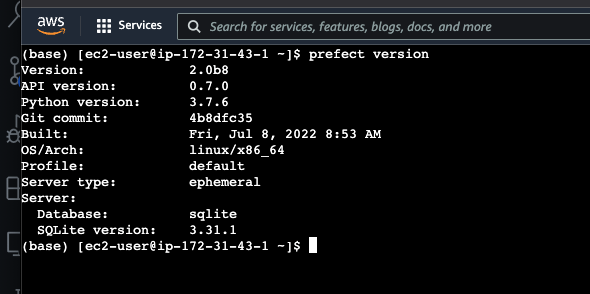 aws
Services
Search for services, features, blogs, docs, and more
(base) [ec2-user@ip-172-31-43-1 ~]$ prefect version
Version: 2.0b8
API version: 0.7.0
Python version: 3.7.6
Git commit: 4b8dfc35
Built: Fri, Jul 8, 2022 8:53 AM
OS/Arch: linux/x86_64
Profile: default
Server type: ephemeral
Server:
Database: sqlite
SQLite version: 3.31.1
(base) [ec2-user@ip-172-31-43-1 ~]$